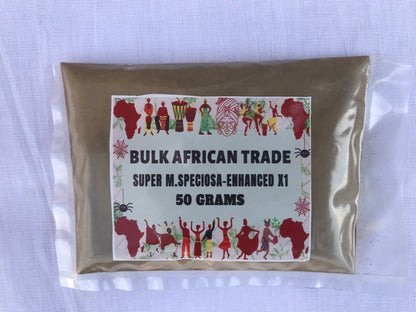 BULK AFRICAN TRADE
SUPER M.SPECIOSA-ENHANCED X1
50 GRAMS